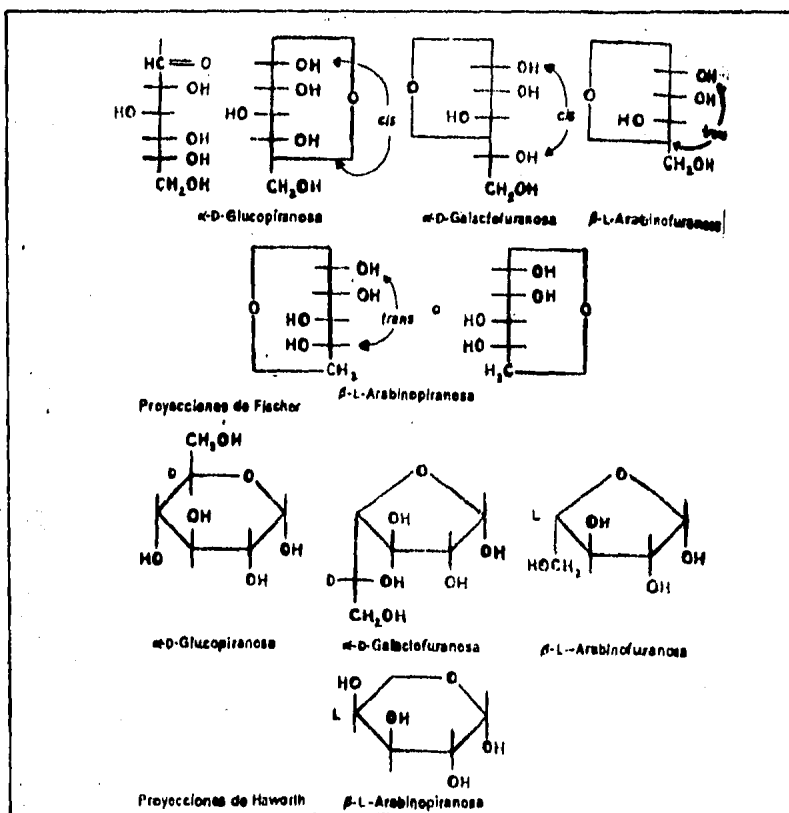 HC=O
OH
HO
OH
OH
CH₂OH
OH
OH
O
HO
cis
OH
CH₂OH
α-D-Glucopiranosa
OH
O
OH
HO
cis
OH
CH₂OH
α-D-Galactofuranosa
OH
O
OH
HO
trans
CH₂OH
β-L-Arabinofuranosa
OH
OH
O
trans
HO
HO
CH₂
o
OH
OH
O
HO
HO
H₂C
β-L-Arabinopiranosa
Proyecciones de Fischer
CH₂OH
D
O
OH
HO
OH
OH
α-D-Glucopiranosa
O
OH
OH
D
OH
OH
CH₂OH
α-D-Galactofuranosa
O
L
OH
HOCH₂
OH
OH
β-L-Arabinofuranosa
HO
O
L
OH
OH
OH
Proyecciones de Haworth
β-L-Arabinopiranosa